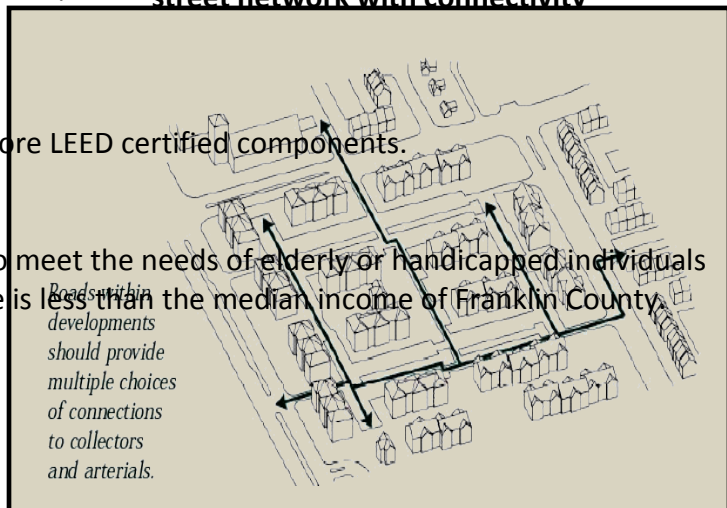 street network with connectivity
ore LEED certified components.
o meet the needs of elderly or handicapped individuals
e is less than the median income of Franklin County.
Roads within
developments
should provide
multiple choices
of connections
to collectors
and arterials.